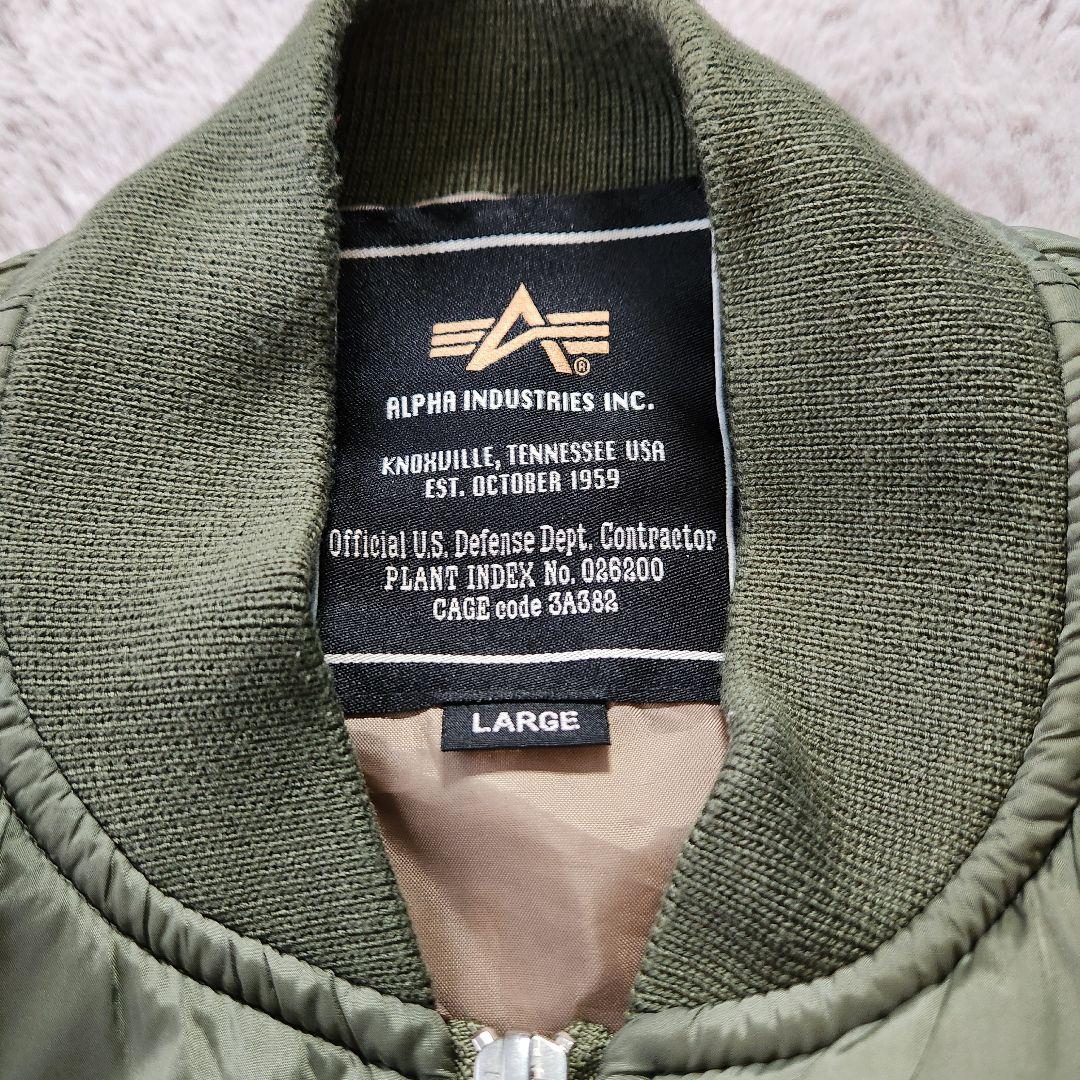 ®
ALPHA INDUSTRIES INC.
KNOXVILLE, TENNESSEE USA
EST. OCTOBER 1959
Official U.S. Defense Dept. Contractor
PLANT INDEX No. 026200
CAGE code 3A382
LARGE